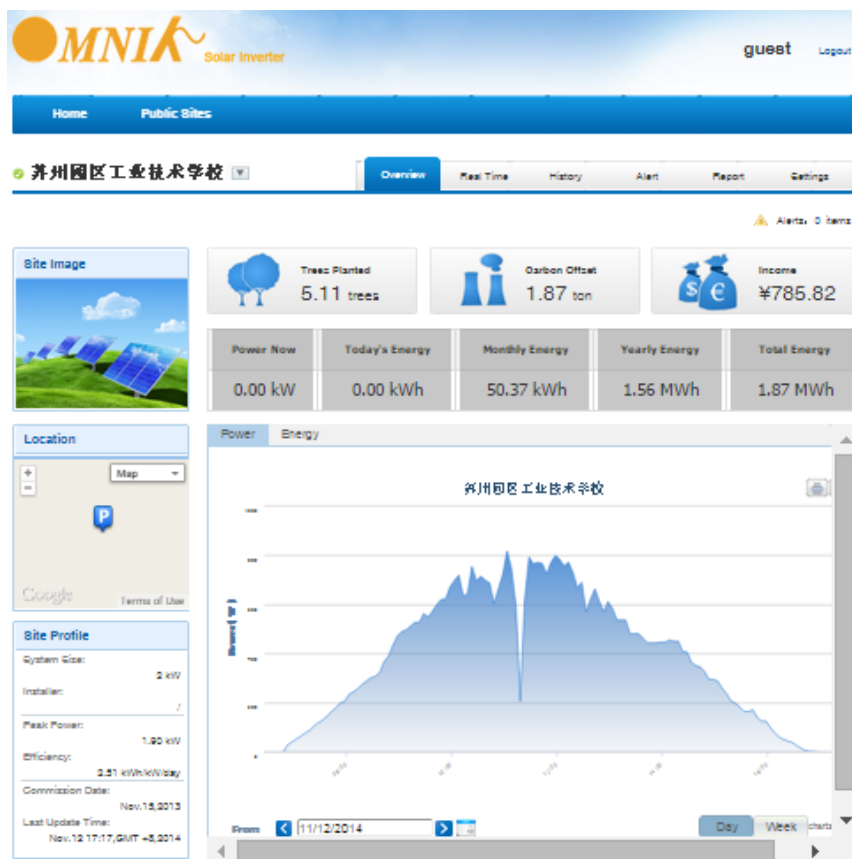 OMNIK Solar Inverter
guest Logout
Home Public Sites
苏州园区工业技术学校
Overview Real Time History Alert Report Settings
Alerts: 0 items
Site Image
Trees Planted
5.11 trees
Carbon Offset
1.87 ton
Income
¥785.82
Power Now Today's Energy Monthly Energy Yearly Energy Total Energy
0.00 kW 0.00 kWh 50.37 kWh 1.56 MWh 1.87 MWh
Location
Map
P
Google Terms of Use
Power Energy
苏州园区工业技术学校
Power( W )
Site Profile
System Size:
2 kW
Installer:
/
Peak Power:
1.90 kW
Efficiency:
2.51 kWh/kW/day
Commission Date:
Nov.15,2013
Last Update Time:
Nov.12 17:17,GMT +8,2014
From 11/12/2014 Day Week charts